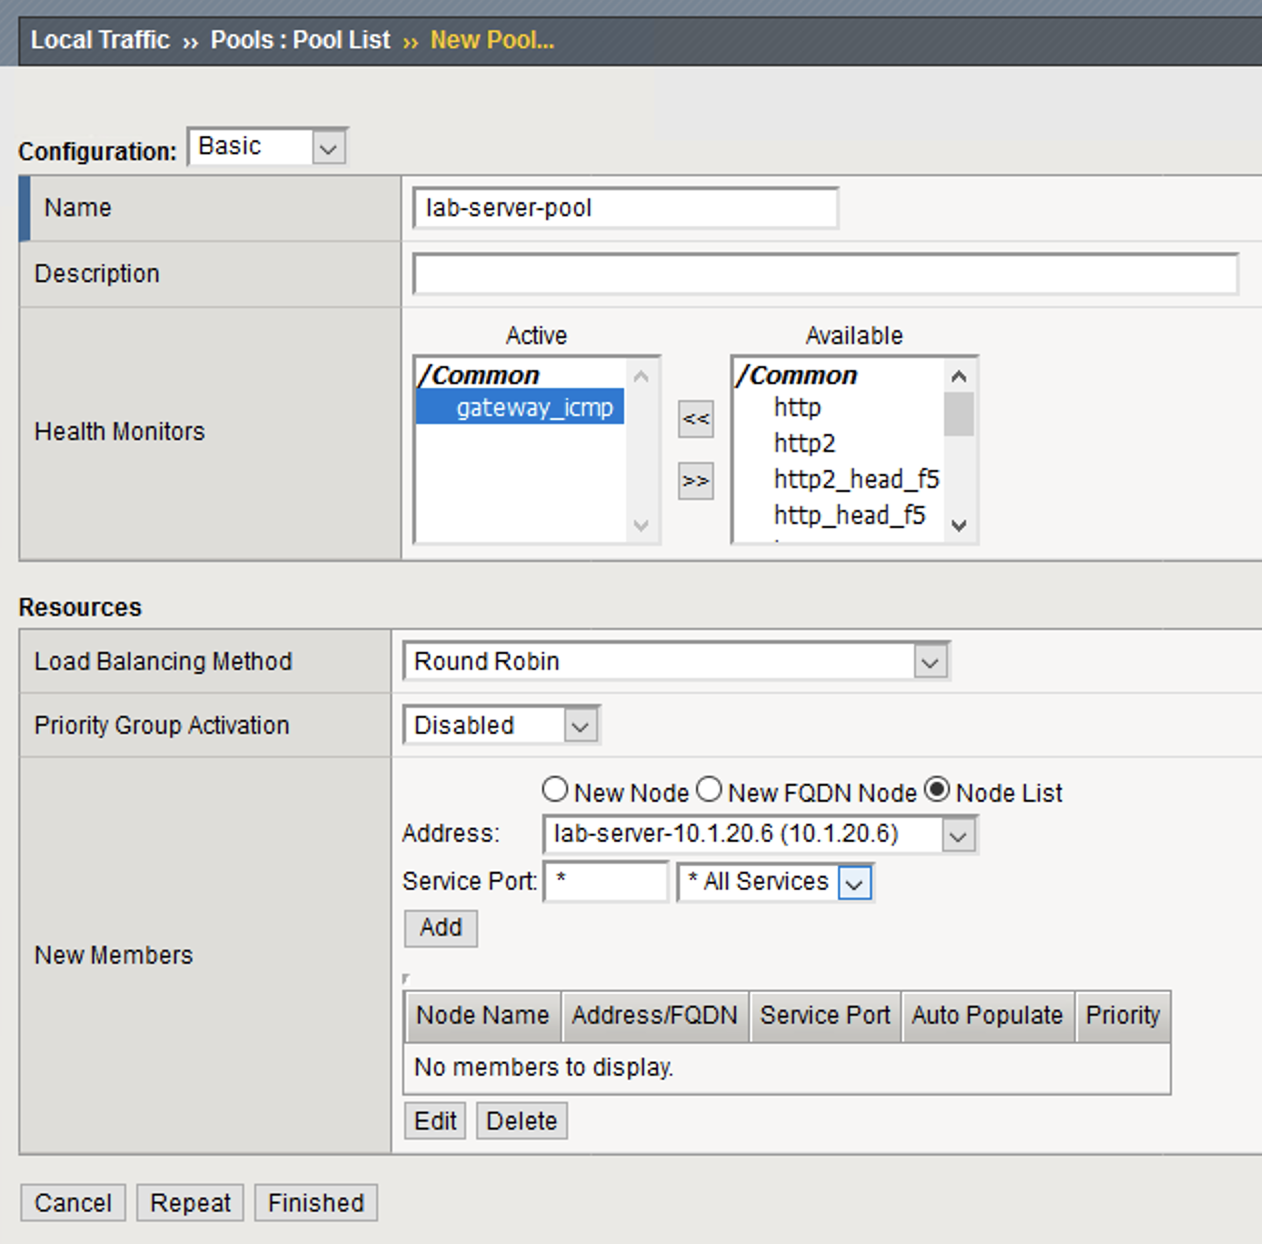 Local Traffic ›› Pools : Pool List ›› New Pool...
Configuration: Basic
Name lab-server-pool
Description
Health Monitors
Active Available
/Common /Common
gateway_icmp http
<< http2
>> http2_head_f5
http_head_f5
Resources
Load Balancing Method Round Robin
Priority Group Activation Disabled
New Members
New Node New FQDN Node Node List
Address: lab-server-10.1.20.6 (10.1.20.6)
Service Port: * * All Services
Add
Node Name Address/FQDN Service Port Auto Populate Priority
No members to display.
Edit Delete
Cancel Repeat Finished